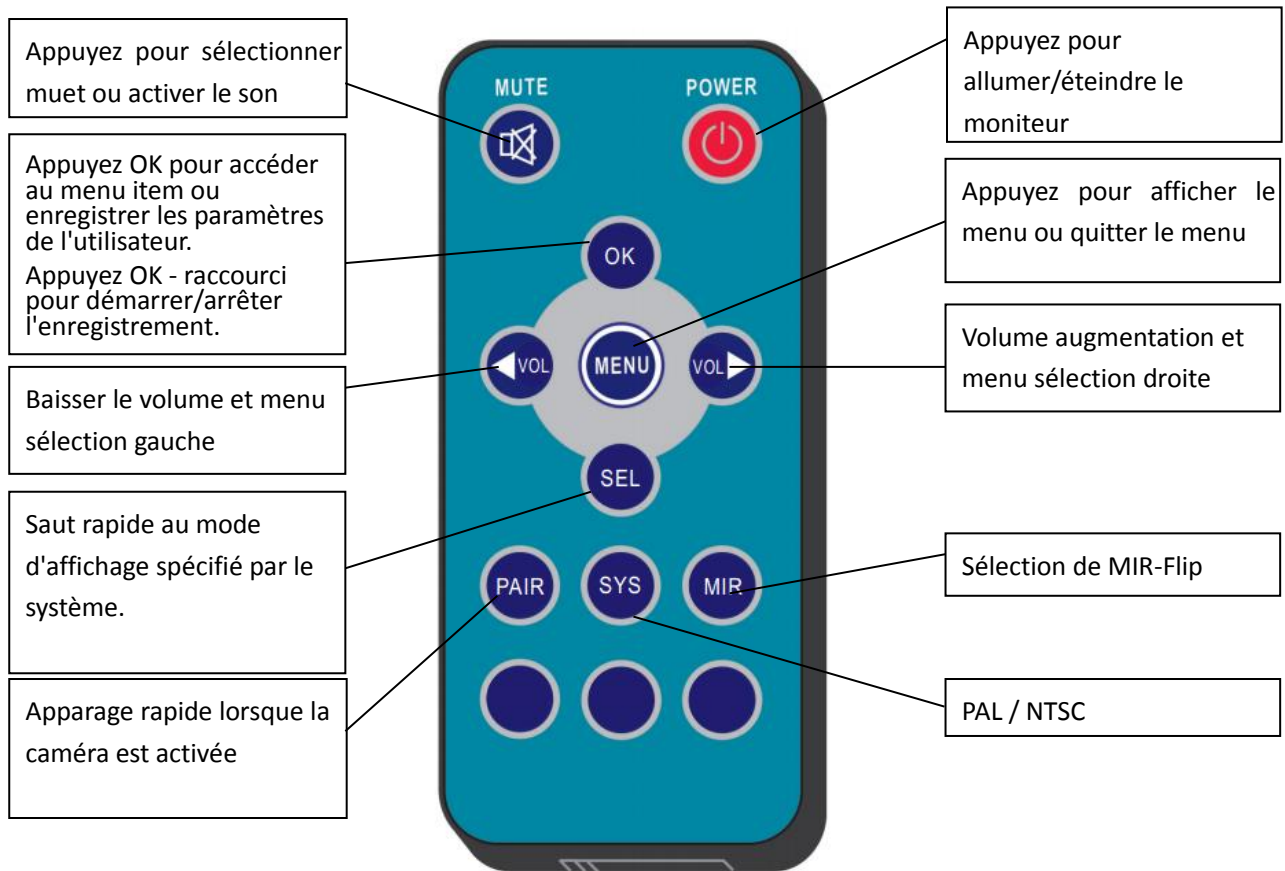 Appuyez pour sélectionner
muet ou activer le son
Appuyez OK pour accéder
au menu item ou
enregistrer les paramètres
de l'utilisateur.
Appuyez OK - raccourci
pour démarrer/arrêter
l'enregistrement.
Baisser le volume et menu
sélection gauche
Saut rapide au mode
d'affichage spécifié par le
système.
Apparage rapide lorsque la
caméra est activée
MUTE
POWER
OK
VOL
MENU
VOL
SEL
PAIR
SYS
MIR
Appuyez pour
allumer/éteindre le
moniteur
Appuyez pour afficher le
menu ou quitter le menu
Volume augmentation et
menu sélection droite
Sélection de MIR-Flip
PAL / NTSC